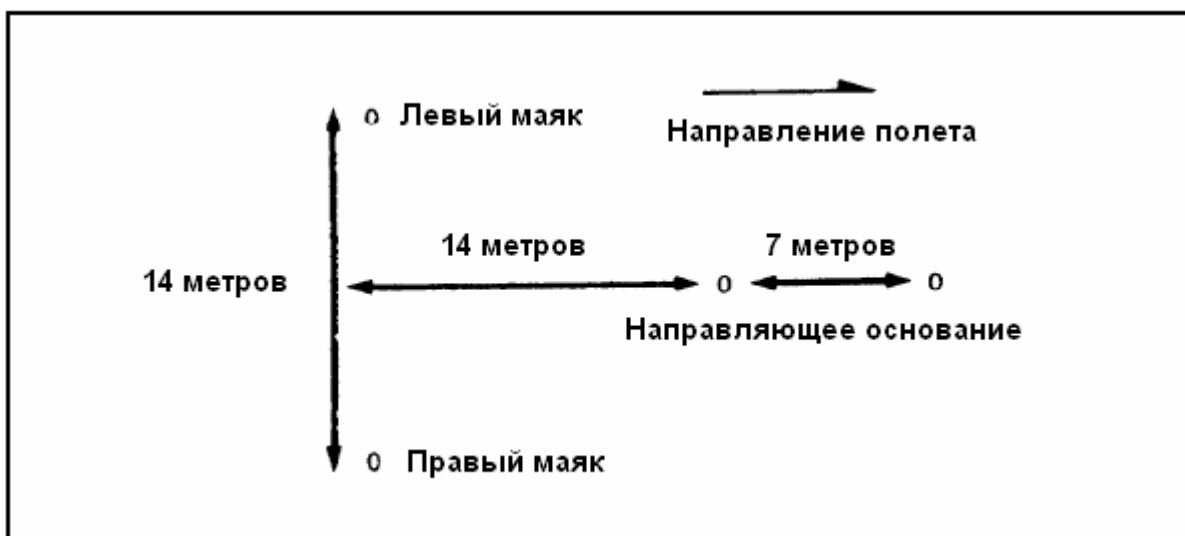 o Левый маяк
Направление полета
14 метров
7 метров
14 метров
o
o
Направляющее основание
o Правый маяк